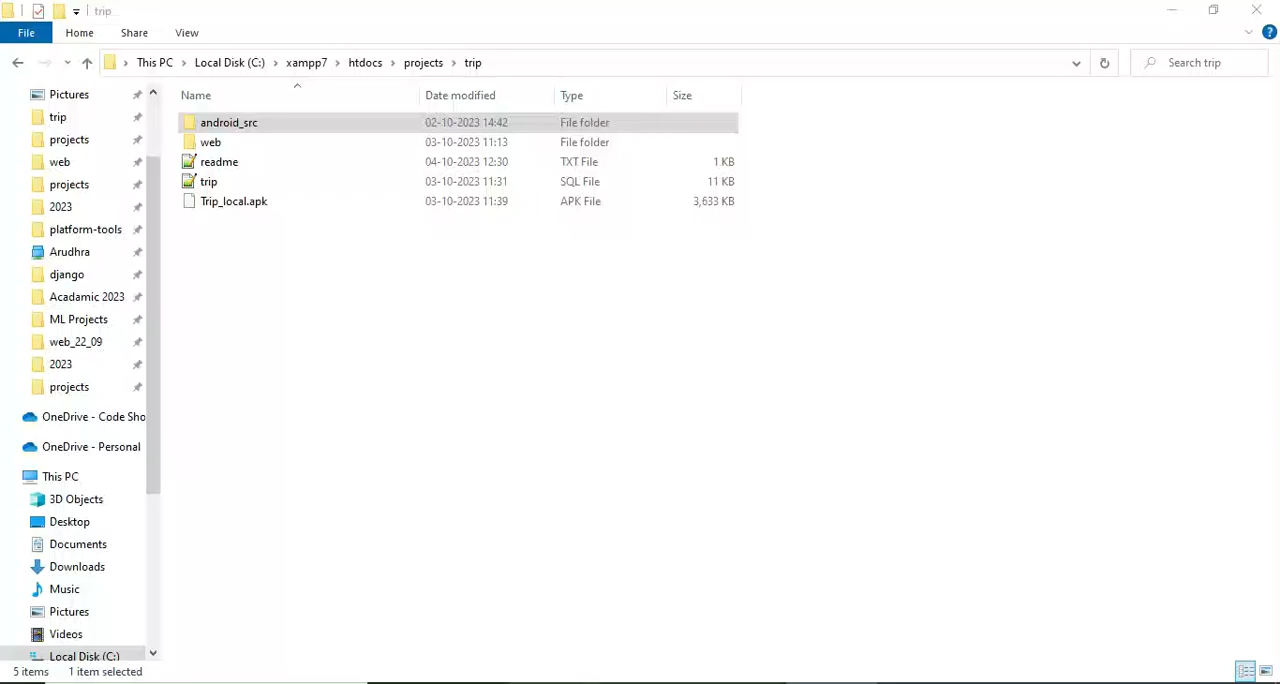 trip
File Home Share View
This PC Local Disk (C:) xampp7 htdocs projects trip Search trip
Name Date modified Type Size
android_src 02-10-2023 14:42 File folder
web 03-10-2023 11:13 File folder
readme 04-10-2023 12:30 TXT File 1 KB
trip 03-10-2023 11:31 SQL File 11 KB
Trip_local.apk 03-10-2023 11:39 APK File 3,633 KB
Pictures
trip
projects
web
projects
2023
platform-tools
Arudhra
django
Acadamic 2023
ML Projects
web_22_09
2023
projects
OneDrive - Code Sho
OneDrive - Personal
This PC
3D Objects
Desktop
Documents
Downloads
Music
Pictures
Videos
Local Disk (C:)
5 items 1 item selected